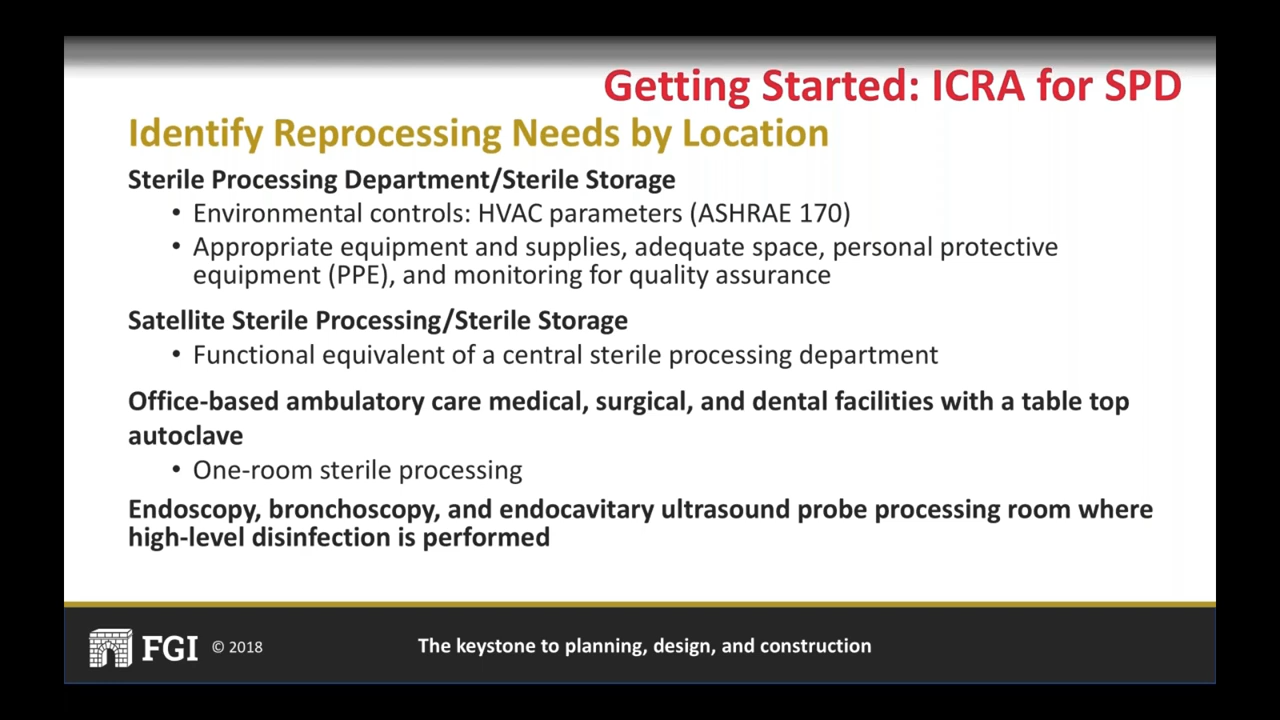 Getting Started: ICRA for SPD
Identify Reprocessing Needs by Location
Sterile Processing Department/Sterile Storage
• Environmental controls: HVAC parameters (ASHRAE 170)
• Appropriate equipment and supplies, adequate space, personal protective
equipment (PPE), and monitoring for quality assurance
Satellite Sterile Processing/Sterile Storage
• Functional equivalent of a central sterile processing department
Office-based ambulatory care medical, surgical, and dental facilities with a table top
autoclave
• One-room sterile processing
Endoscopy, bronchoscopy, and endocavitary ultrasound probe processing room where
high-level disinfection is performed
FGI © 2018 The keystone to planning, design, and construction